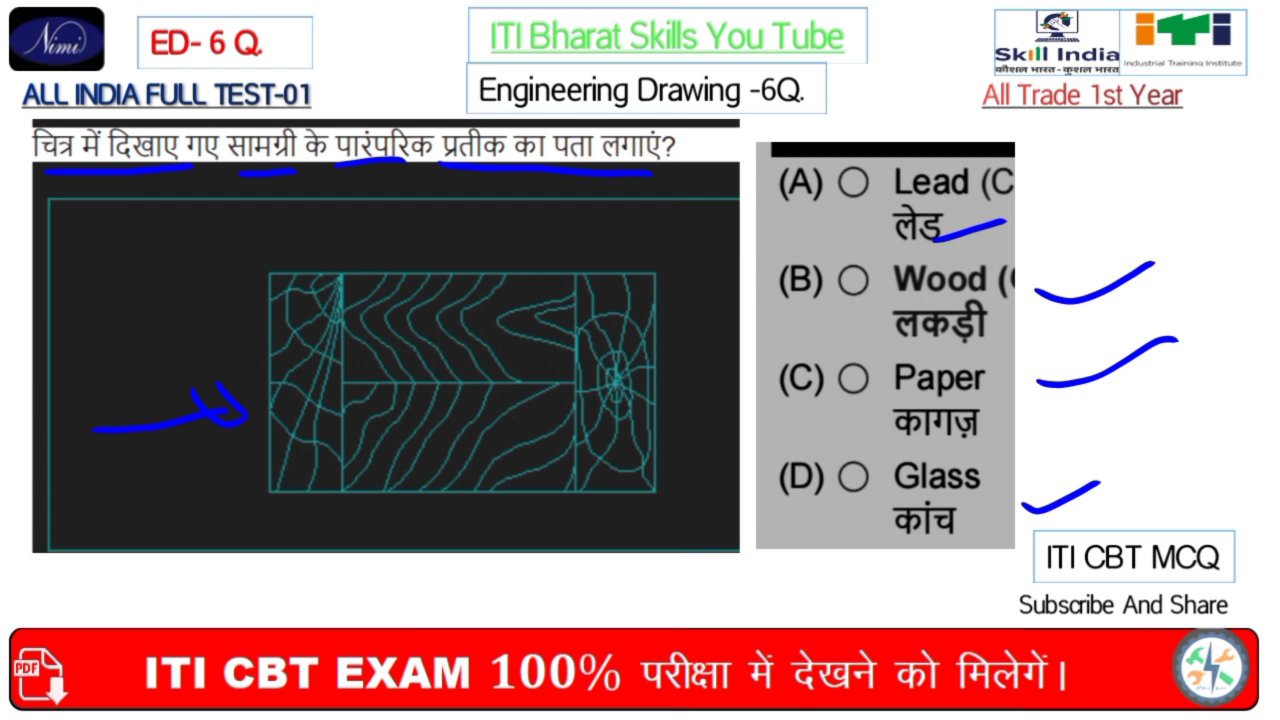 Nimi
ED- 6 Q.
ITI Bharat Skills You Tube
Skill India
कौशल भारत - कुशल भारत
iTi
Industrial Training Institute
ALL INDIA FULL TEST-01
Engineering Drawing -6Q.
All Trade 1st Year
चित्र में दिखाए गए सामग्री के पारंपरिक प्रतीक का पता लगाएं?
(A) Lead (C
लेड
(B) Wood (
लकड़ी
(C) Paper
कागज़
(D) Glass
कांच
ITI CBT MCQ
Subscribe And Share
PDF
ITI CBT EXAM 100% परीक्षा में देखने को मिलेगें।